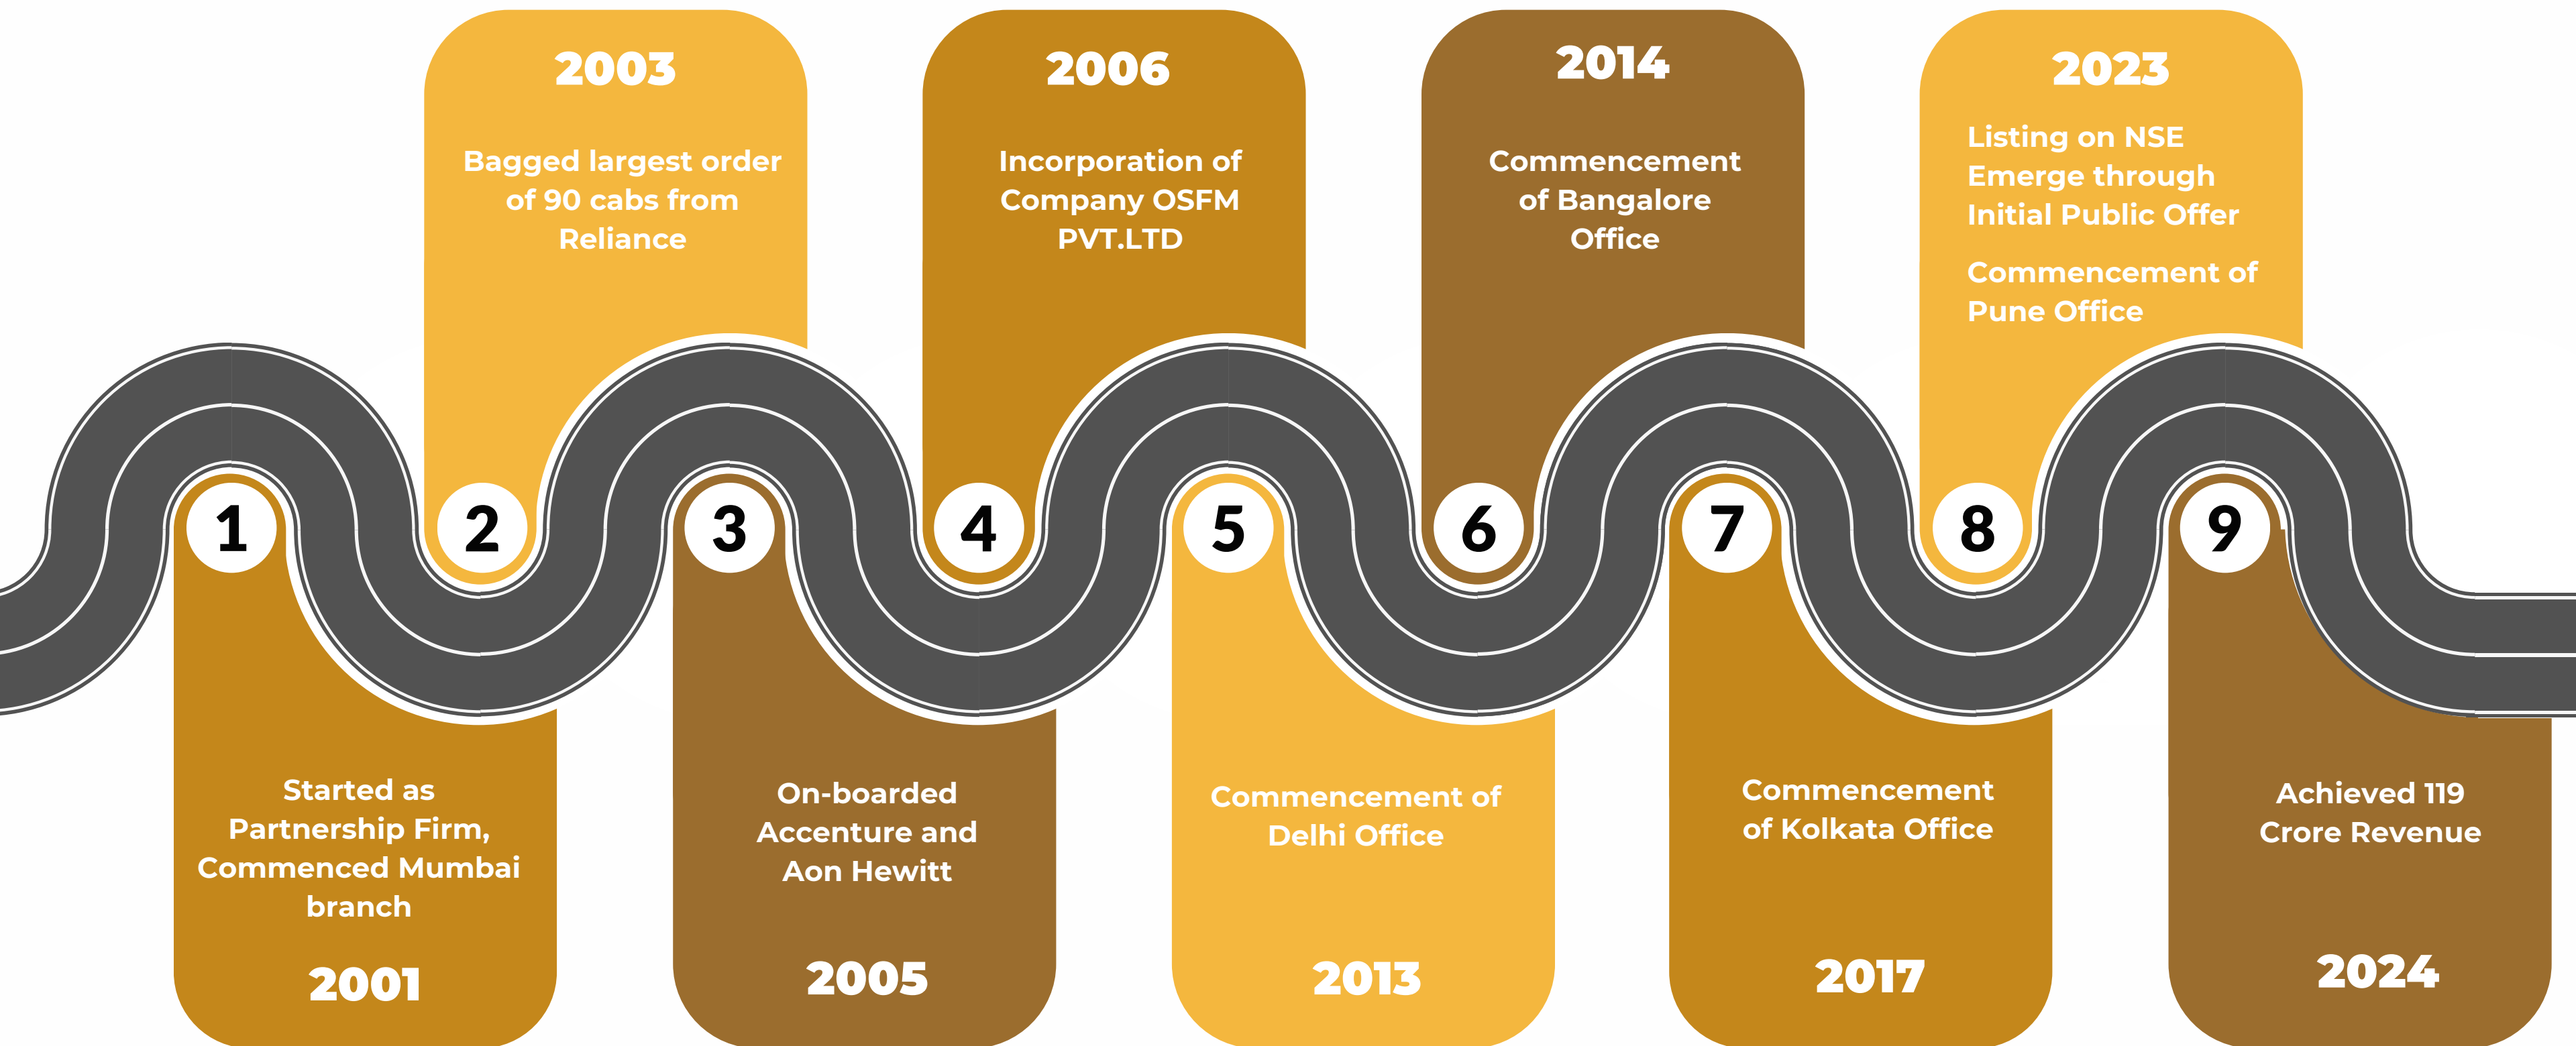 1
Started as
Partnership Firm,
Commenced Mumbai
branch
2001
2003
Bagged largest order
of 90 cabs from
Reliance
2
3
On-boarded
Accenture and
Aon Hewitt
2005
2006
Incorporation of
Company OSFM
PVT.LTD
4
5
Commencement of
Delhi Office
2013
2014
Commencement
of Bangalore
Office
6
7
Commencement
of Kolkata Office
2017
2023
Listing on NSE
Emerge through
Initial Public Offer
Commencement of
Pune Office
8
9
Achieved 119
Crore Revenue
2024